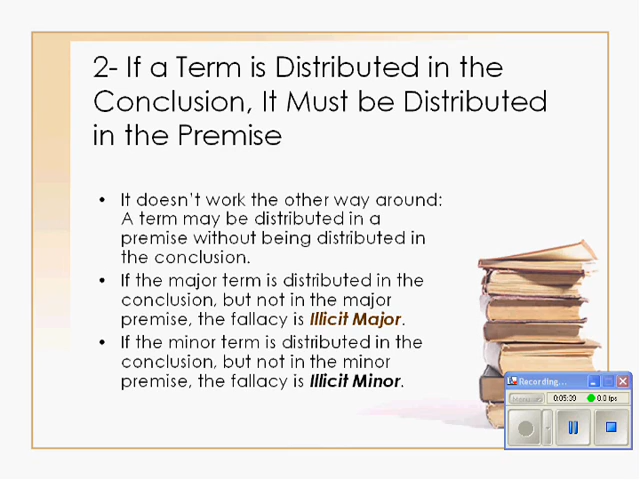 2- If a Term is Distributed in the
Conclusion, It Must be Distributed
in the Premise
• It doesn't work the other way around:
A term may be distributed in a
premise without being distributed in
the conclusion.
• If the major term is distributed in the
conclusion, but not in the major
premise, the fallacy is Illicit Major.
• If the minor term is distributed in the
conclusion, but not in the minor
premise, the fallacy is Illicit Minor.
Recording...
0:05:39 0.0 fps